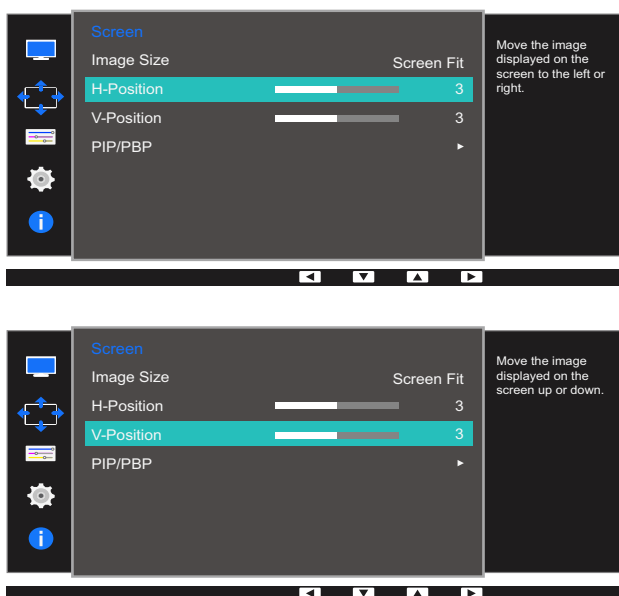 Screen
Image Size Screen Fit
H-Position 3
V-Position 3
PIP/PBP
Move the image
displayed on the
screen to the left or
right.
Screen
Image Size Screen Fit
H-Position 3
V-Position 3
PIP/PBP
Move the image
displayed on the
screen up or down.